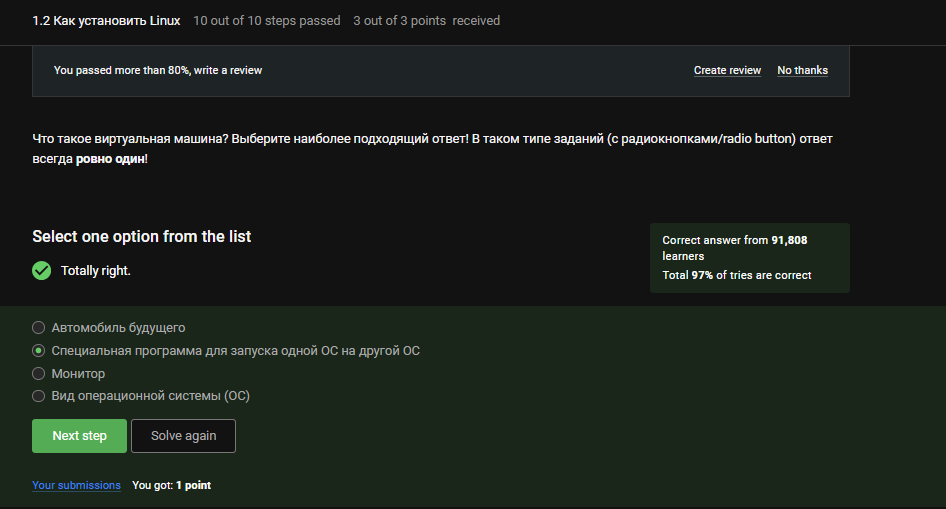 1.2 Как установить Linux 10 out of 10 steps passed 3 out of 3 points received
You passed more than 80%, write a review Create review No thanks
Что такое виртуальная машина? Выберите наиболее подходящий ответ! В таком типе заданий (с радиокнопками/radio button) ответ
всегда ровно один!
Select one option from the list
Totally right.
Correct answer from 91,808
learners
Total 97% of tries are correct
Автомобиль будущего
Специальная программа для запуска одной ОС на другой ОС
Монитор
Вид операционной системы (ОС)
Next step Solve again
Your submissions You got: 1 point